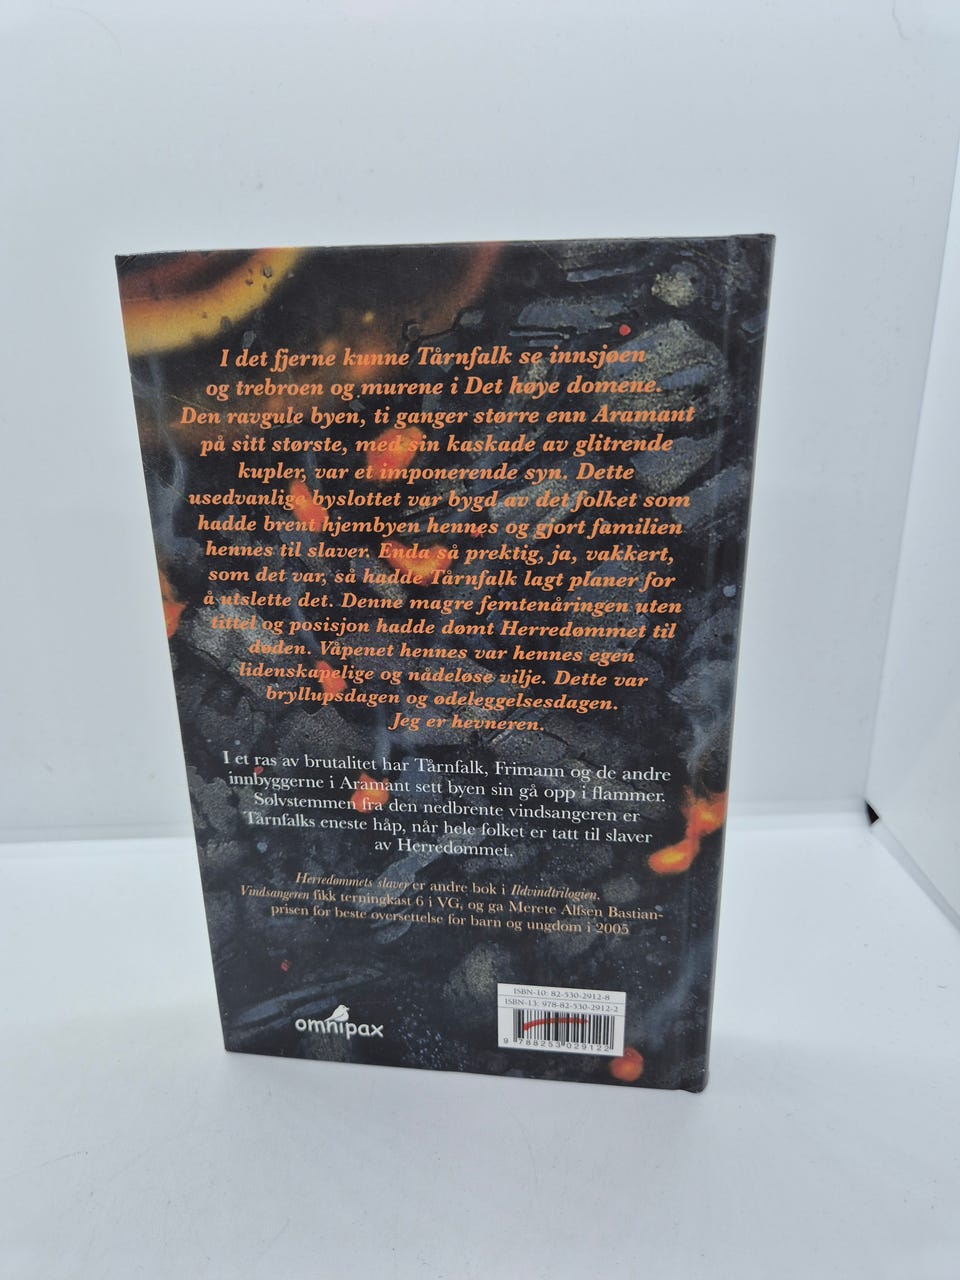 I det fjerne kunne Tårnfalk se innsjøen
og trebroen og murene i Det høye domene.
Den ravgule byen, ti ganger større enn Aramant
på sitt største, med sin kaskade av glitrende
kupler, var et imponerende syn. Dette
usedvanlige byslottet var bygd av det folket som
hadde brent hjembyen hennes og gjort familien
hennes til slaver. Enda så prektig, ja, vakkert,
som det var, så hadde Tårnfalk lagt planer for
å utslette det. Denne magre femtenåringen uten
tittel og posisjon hadde dømt Herredømmet til
døden. Våpenet hennes var hennes egen
lidenskapelige og nådeløse vilje. Dette var
bryllupsdagen og ødeleggelsesdagen.
Jeg er hevneren.
I et ras av brutalitet har Tårnfalk, Frimann og de andre
innbyggerne i Aramant sett byen sin gå opp i flammer.
Sølvstemmen fra den nedbrente vindsangeren er
Tårnfalks eneste håp, når hele folket er tatt til slaver
av Herredømmet.
Herredømmets slaver er andre bok i Ildvindtrilogien.
Vindsangeren fikk terningkast 6 i VG, og ga Merete Alfsen Bastian-
prisen for beste oversettelse for barn og ungdom i 2005
omnipax
ISBN-10: 82-530-2912-8
ISBN-13: 978-82-530-2912-2
9 788253 029122